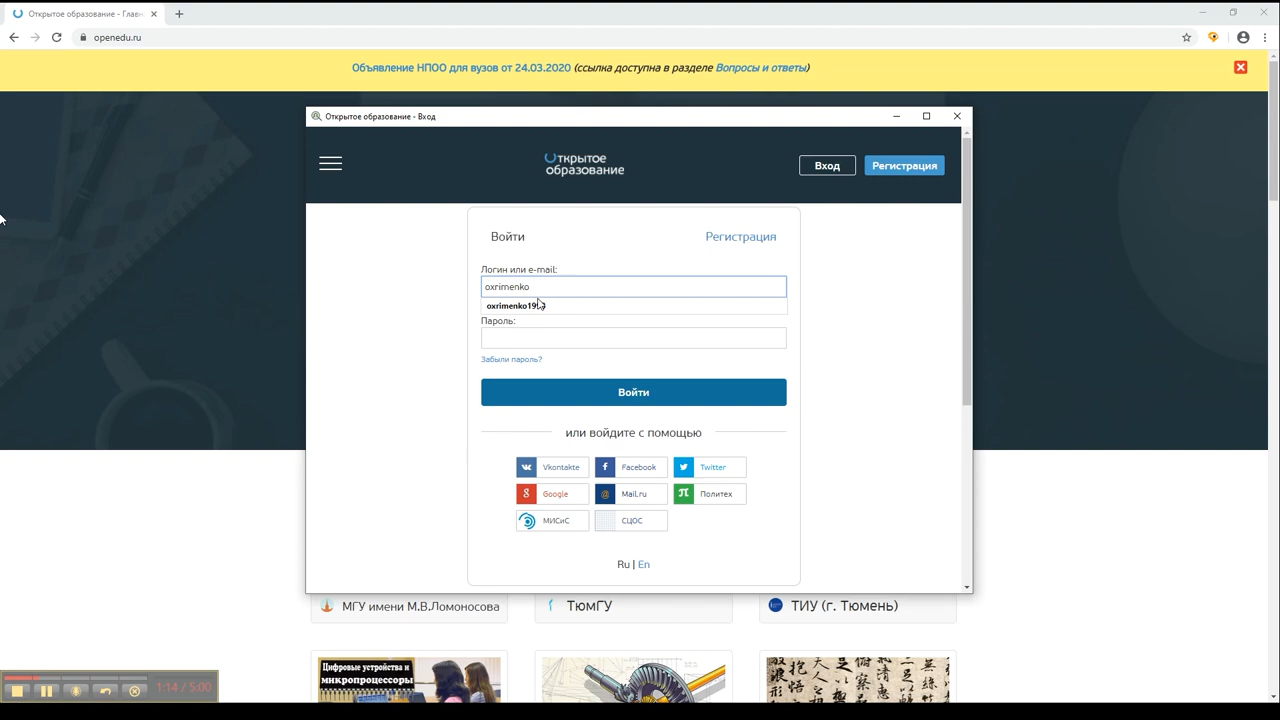 Открытое образование - Главн
openedu.ru
Объявление НПОО для вузов от 24.03.2020 (ссылка доступна в разделе Вопросы и ответы)
Открытое образование - Вход
Открытое
образование
Вход
Регистрация
Войти
Регистрация
Логин или e-mail:
oxrimenko
Пароль:
Забыли пароль?
Войти
или войдите с помощью
Vkontakte
Facebook
Twitter
Google
Mail.ru
Политех
МИСиС
СЦОС
Ru | En
МГУ имени М.В.Ломоносова
ТюмГУ
ТИУ (г. Тюмень)
Цифровые устройства и
микропроцессоры
1:14 / 5:00